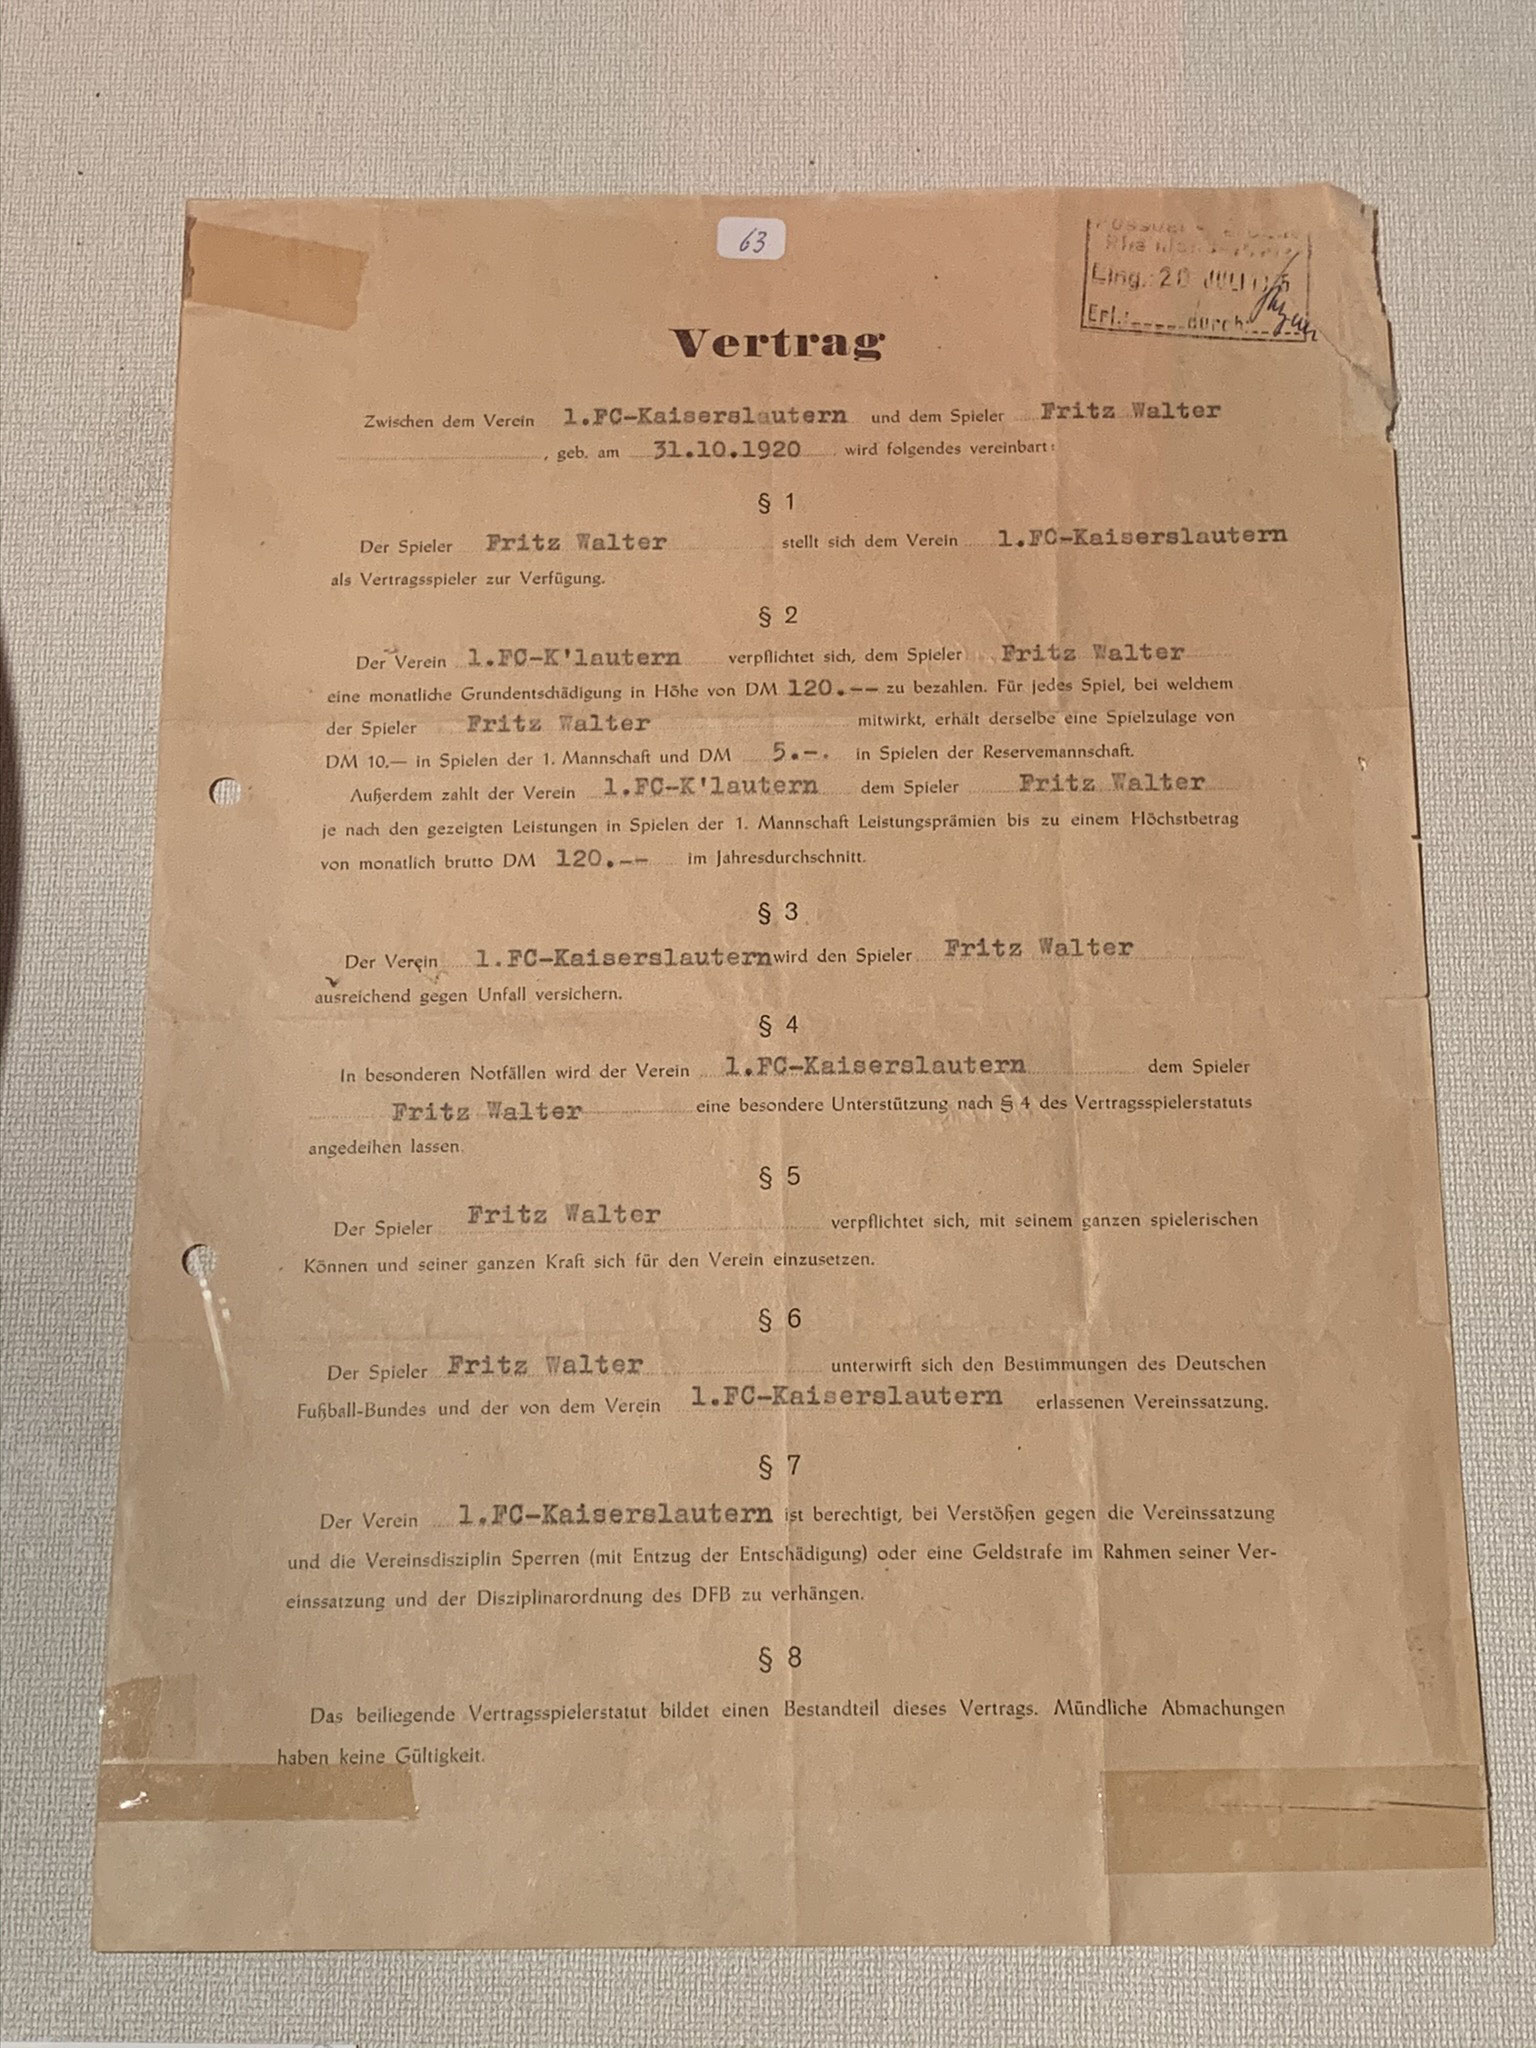 63
Eing.: 20 JULI
Erl.: durch:
Vertrag
Zwischen dem Verein 1.FC-Kaiserslautern und dem Spieler Fritz Walter
, geb. am 31.10.1920 wird folgendes vereinbart:
§ 1
Der Spieler Fritz Walter stellt sich dem Verein 1.FC-Kaiserslautern
als Vertragsspieler zur Verfügung.
§ 2
Der Verein 1.FC-K'lautern verpflichtet sich, dem Spieler Fritz Walter
eine monatliche Grundentschädigung in Höhe von DM 120.-- zu bezahlen. Für jedes Spiel, bei welchem
der Spieler Fritz Walter mitwirkt, erhält derselbe eine Spielzulage von
DM 10.— in Spielen der 1. Mannschaft und DM 5.-. in Spielen der Reservemannschaft.
Außerdem zahlt der Verein 1.FC-K'lautern dem Spieler Fritz Walter
je nach den gezeigten Leistungen in Spielen der 1. Mannschaft Leistungsprämien bis zu einem Höchstbetrag
von monatlich brutto DM 120.-- im Jahresdurchschnitt.
§ 3
Der Verein 1.FC-Kaiserslautern wird den Spieler Fritz Walter
ausreichend gegen Unfall versichern.
§ 4
In besonderen Notfällen wird der Verein 1.FC-Kaiserslautern dem Spieler
Fritz Walter eine besondere Unterstützung nach § 4 des Vertragsspielerstatuts
angedeihen lassen.
§ 5
Der Spieler Fritz Walter verpflichtet sich, mit seinem ganzen spielerischen
Können und seiner ganzen Kraft sich für den Verein einzusetzen.
§ 6
Der Spieler Fritz Walter unterwirft sich den Bestimmungen des Deutschen
Fußball-Bundes und der von dem Verein 1.FC-Kaiserslautern erlassenen Vereinssatzung.
§ 7
Der Verein 1.FC-Kaiserslautern ist berechtigt, bei Verstößen gegen die Vereinssatzung
und die Vereinsdisziplin Sperren (mit Entzug der Entschädigung) oder eine Geldstrafe im Rahmen seiner Ver-
einssatzung und der Disziplinarordnung des DFB zu verhängen.
§ 8
Das beiliegende Vertragsspielerstatut bildet einen Bestandteil dieses Vertrags. Mündliche Abmachungen
haben keine Gültigkeit.